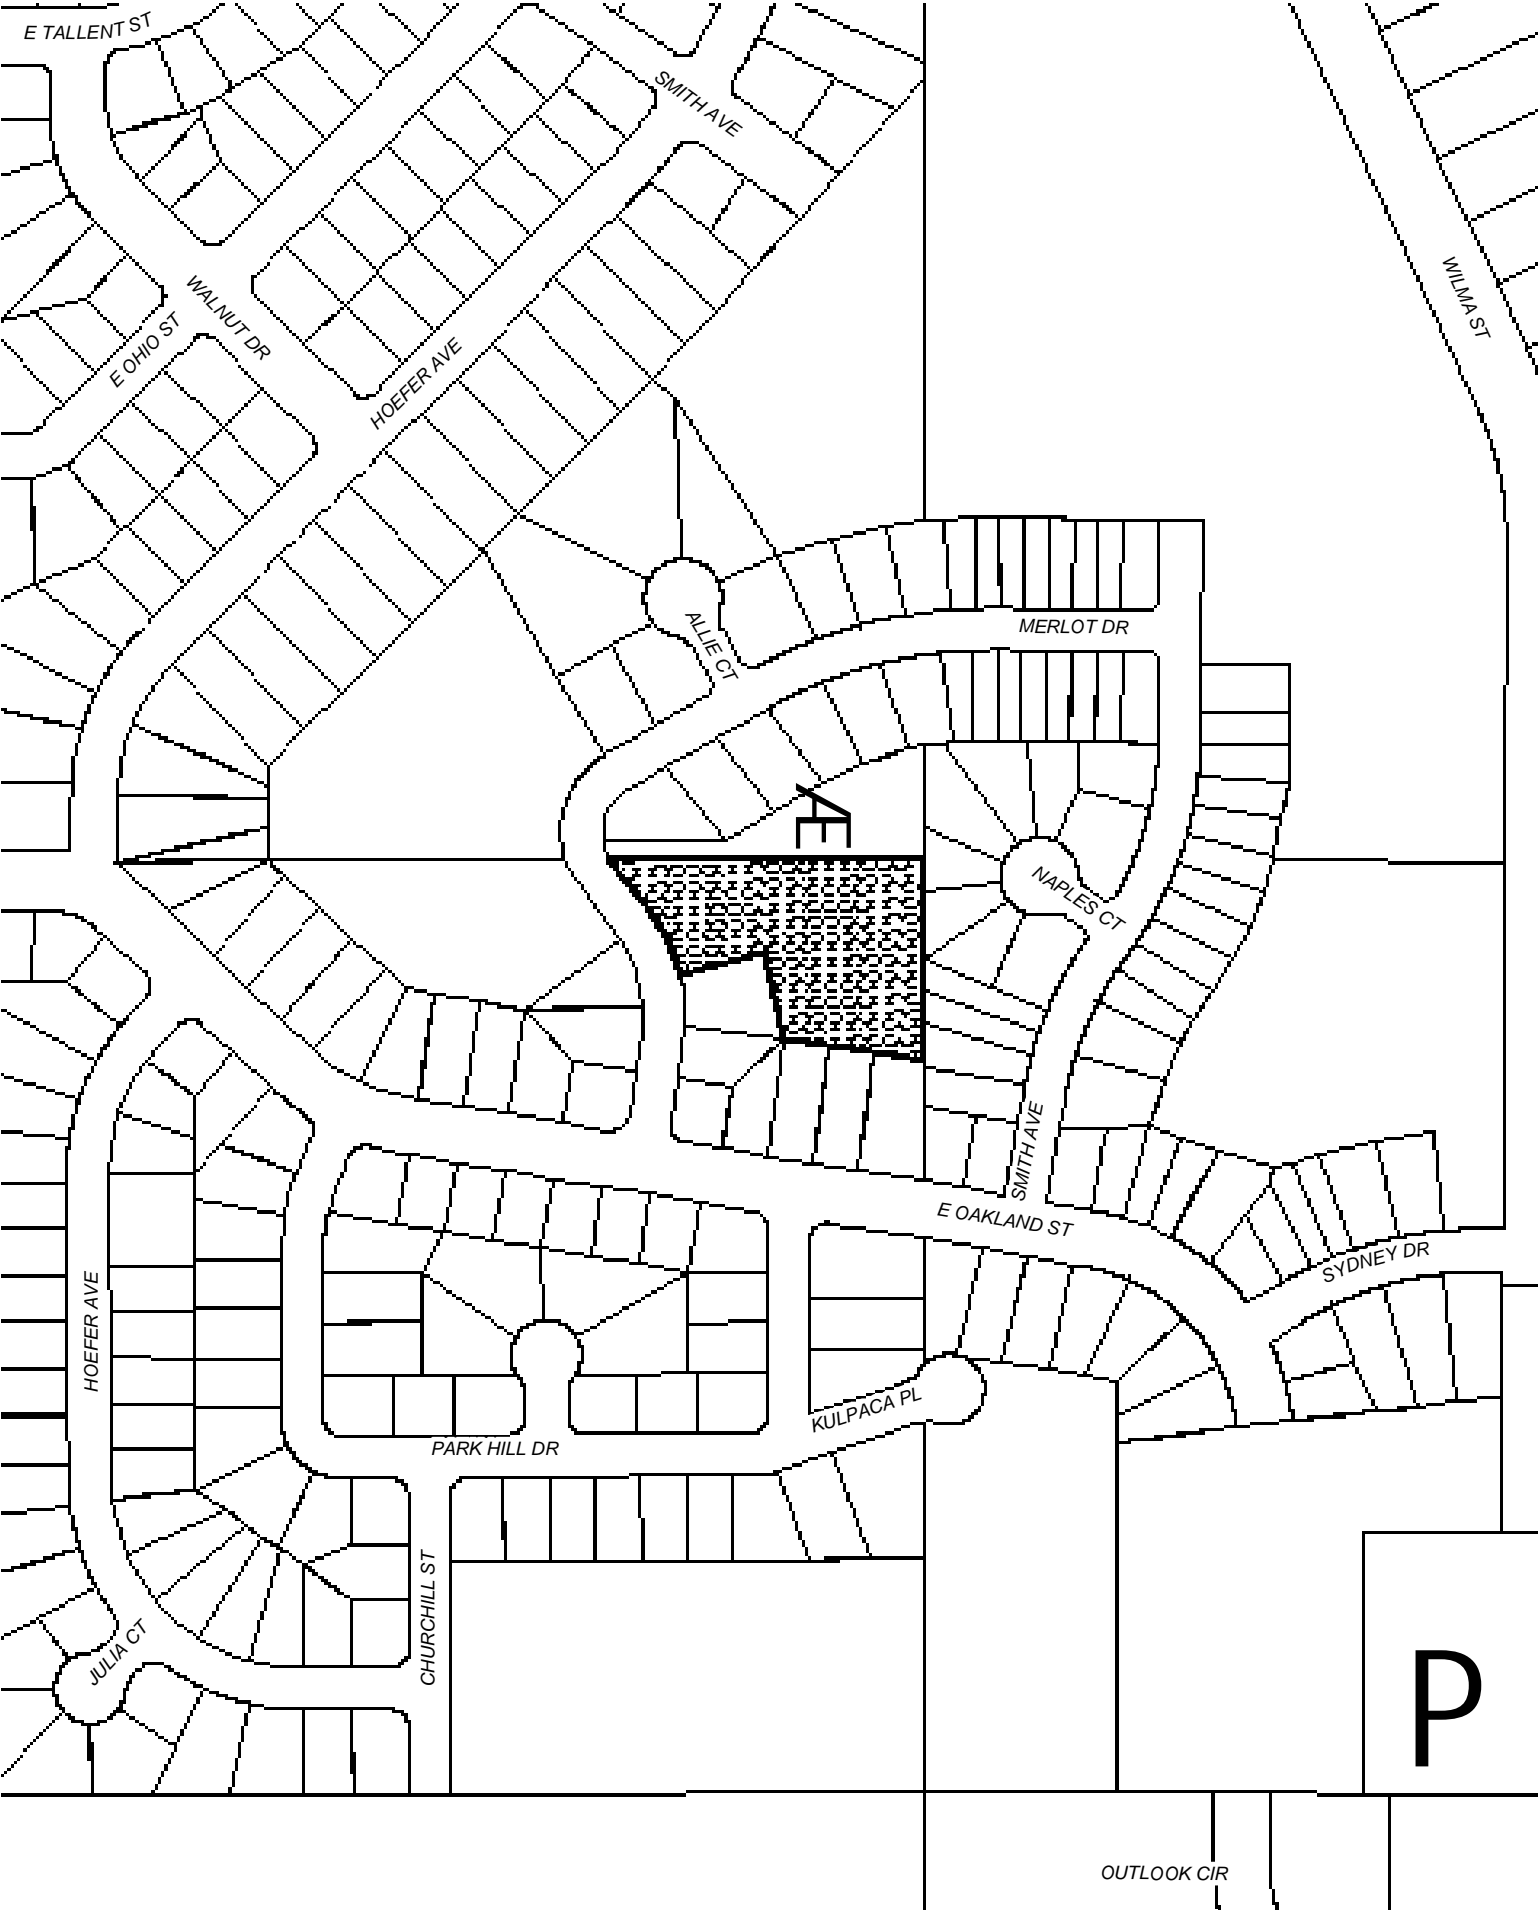 E TALLENT ST
SMITH AVE
WALNUT DR
E OHIO ST
HOEFER AVE
WILMA ST
MERLOT DR
ALLIE CT
Æ
NAPLES CT
SMITH AVE
E OAKLAND ST
SYDNEY DR
HOEFER AVE
KULPACA PL
PARK HILL DR
CHURCHILL ST
JULIA CT
P
OUTLOOK CIR